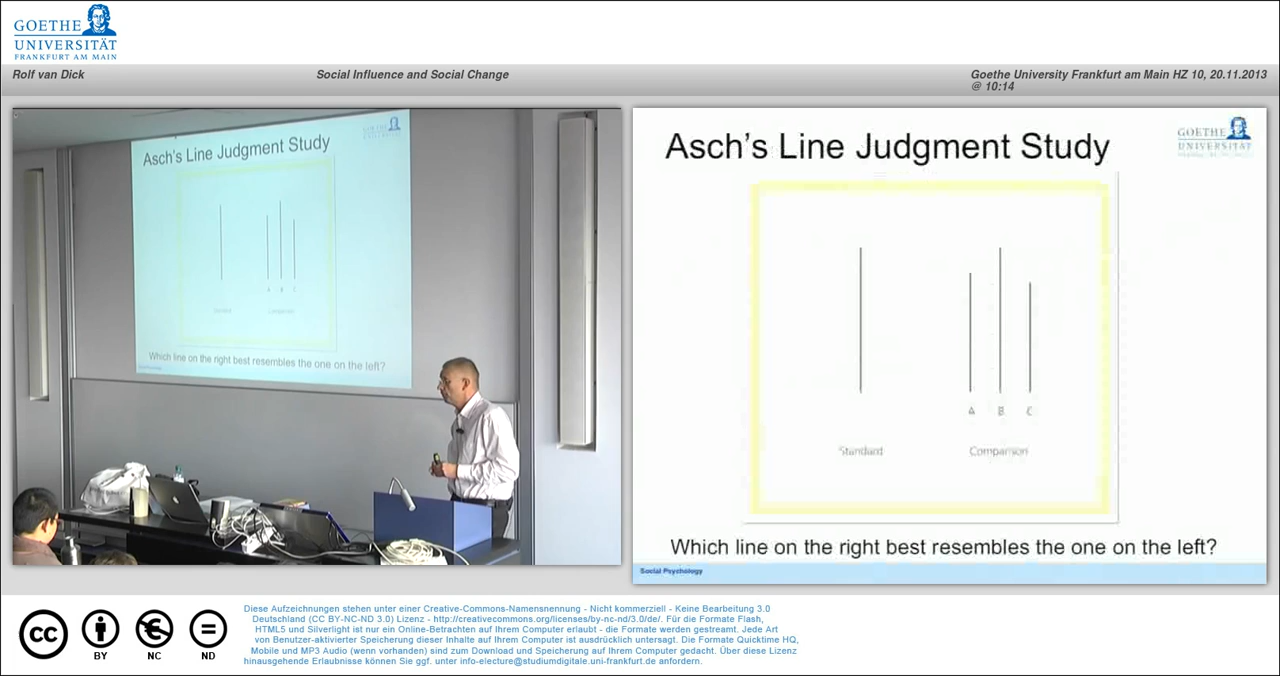 GOETHE
UNIVERSITÄT
FRANKFURT AM MAIN
Rolf van Dick
Social Influence and Social Change
Goethe University Frankfurt am Main HZ 10, 20.11.2013
@ 10:14
Asch's Line Judgment Study
A B C
Standard Comparison
Which line on the right best resembles the one on the left?
Asch's Line Judgment Study
GOETHE
UNIVERSITÄT
A B C
Standard Comparison
Which line on the right best resembles the one on the left?
Social Psychology
cc
BY NC ND
Diese Aufzeichnungen stehen unter einer Creative-Commons-Namensnennung - Nicht kommerziell - Keine Bearbeitung 3.0
Deutschland (CC BY-NC-ND 3.0) Lizenz - http://creativecommons.org/licenses/by-nc-nd/3.0/de/. Für die Formate Flash,
HTML5 und Silverlight ist nur ein Online-Betrachten auf Ihrem Computer erlaubt - die Formate werden gestreamt. Jede Art
von Benutzer-aktivierter Speicherung dieser Inhalte auf Ihrem Computer ist ausdrücklich untersagt. Die Formate Quicktime HQ,
Mobile und MP3 Audio (wenn vorhanden) sind zum Download und Speicherung auf Ihrem Computer gedacht. Über diese Lizenz
hinausgehende Erlaubnisse können Sie ggf. unter info-electure@studiumdigitale.uni-frankfurt.de anfordern.